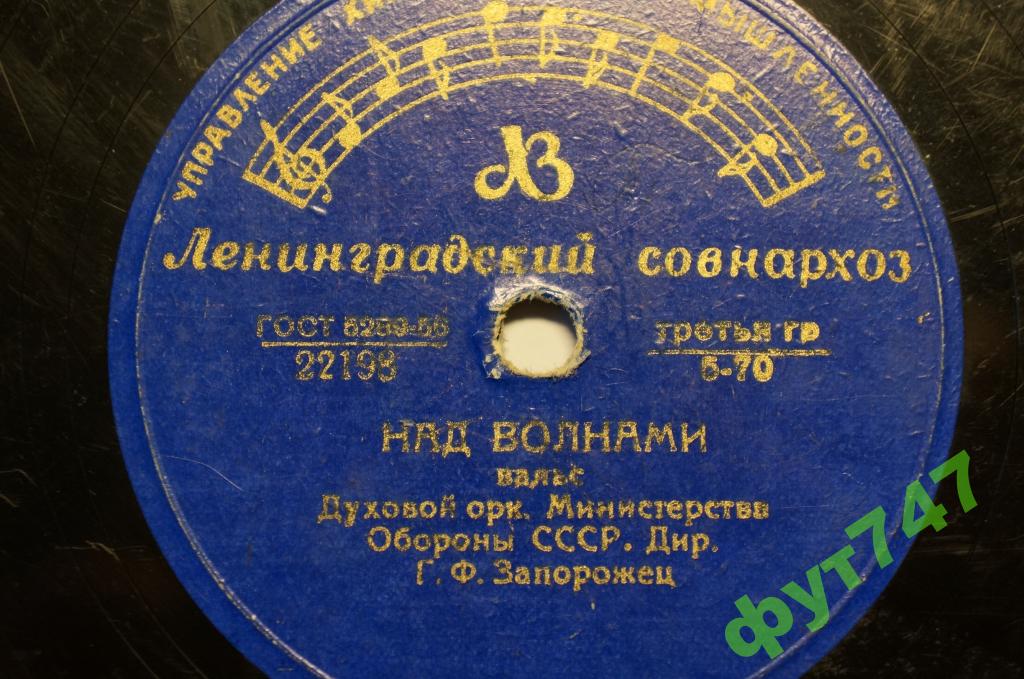 УПРАВЛЕНИЕ
ЛЗ
Ленинградский совнархоз
ГОСТ 5289-56 третья гр
22193 5-70
НАД ВОЛНАМИ
вальс
Духовой орк. Министерства
Обороны СССР. Дир.
Г. Ф. Запорожец
фут747